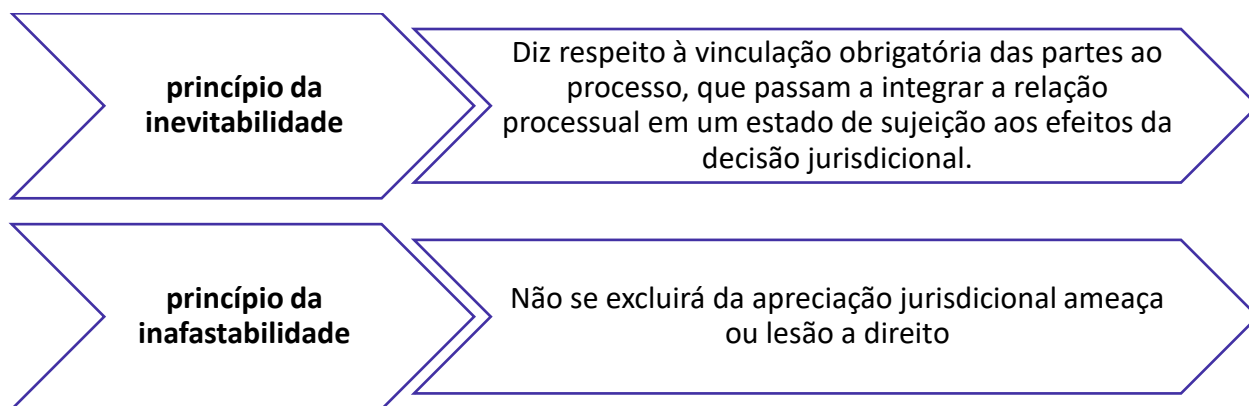 princípio da
inevitabilidade
Diz respeito à vinculação obrigatória das partes ao
processo, que passam a integrar a relação
processual em um estado de sujeição aos efeitos da
decisão jurisdicional.
princípio da
inafastabilidade
Não se excluirá da apreciação jurisdicional ameaça
ou lesão a direito